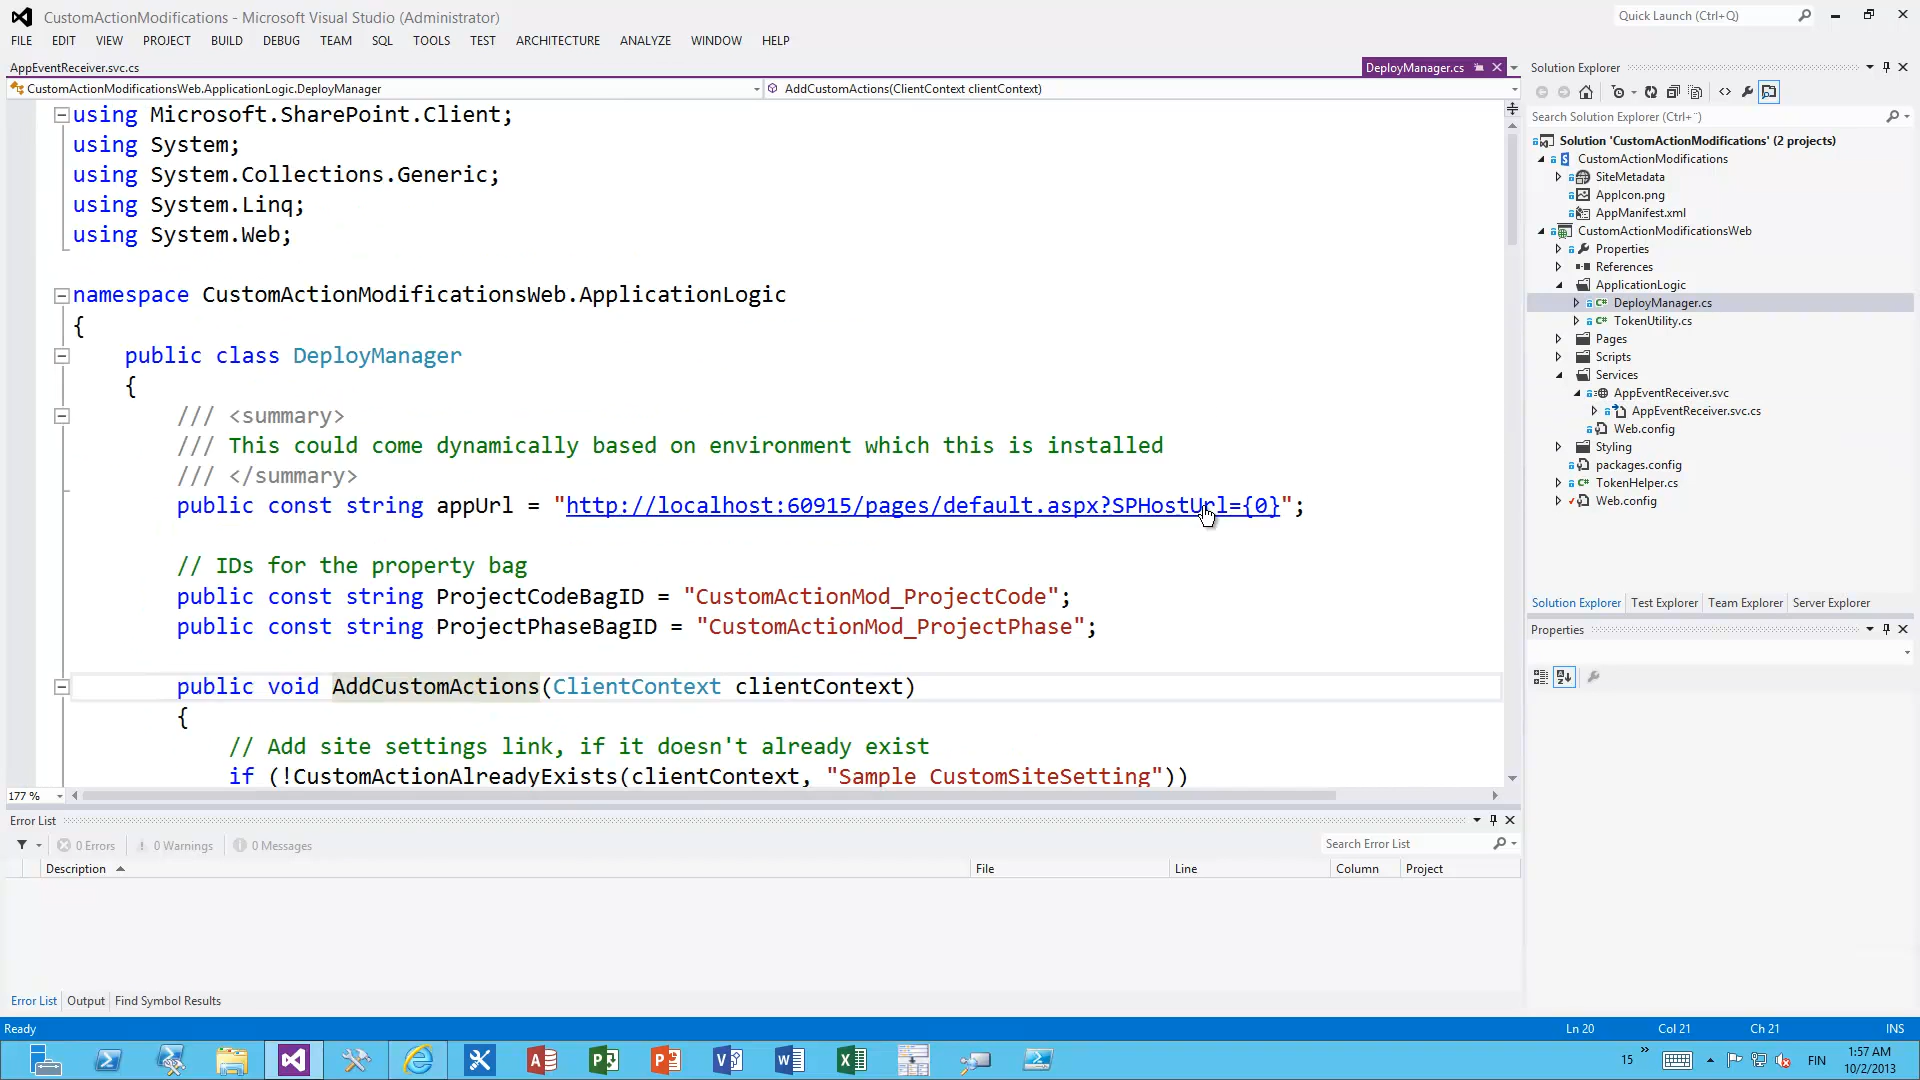 CustomActionModifications - Microsoft Visual Studio (Administrator)
Quick Launch (Ctrl+Q)
FILE EDIT VIEW PROJECT BUILD DEBUG TEAM SQL TOOLS TEST ARCHITECTURE ANALYZE WINDOW HELP
AppEventReceiver.svc.cs
DeployManager.cs
CustomActionModificationsWeb.ApplicationLogic.DeployManager
AddCustomActions(ClientContext clientContext)
using Microsoft.SharePoint.Client;
using System;
using System.Collections.Generic;
using System.Linq;
using System.Web;
namespace CustomActionModificationsWeb.ApplicationLogic
{
public class DeployManager
{
/// <summary>
/// This could come dynamically based on environment which this is installed
/// </summary>
public const string appUrl = "http://localhost:60915/pages/default.aspx?SPHostUrl={0}";
// IDs for the property bag
public const string ProjectCodeBagID = "CustomActionMod_ProjectCode";
public const string ProjectPhaseBagID = "CustomActionMod_ProjectPhase";
public void AddCustomActions(ClientContext clientContext)
{
// Add site settings link, if it doesn't already exist
if (!CustomActionAlreadyExists(clientContext, "Sample CustomSiteSetting"))
177 %
Error List
0 Errors
0 Warnings
0 Messages
Search Error List
Description
File
Line
Column
Project
Error List
Output
Find Symbol Results
Solution Explorer
Search Solution Explorer (Ctrl+¨)
Solution 'CustomActionModifications' (2 projects)
CustomActionModifications
SiteMetadata
AppIcon.png
AppManifest.xml
CustomActionModificationsWeb
Properties
References
ApplicationLogic
DeployManager.cs
TokenUtility.cs
Pages
Scripts
Services
AppEventReceiver.svc
AppEventReceiver.svc.cs
Web.config
Styling
packages.config
TokenHelper.cs
Web.config
Solution Explorer
Test Explorer
Team Explorer
Server Explorer
Properties
Ready
Ln 20
Col 21
Ch 21
INS
15
FIN
1:57 AM
10/2/2013